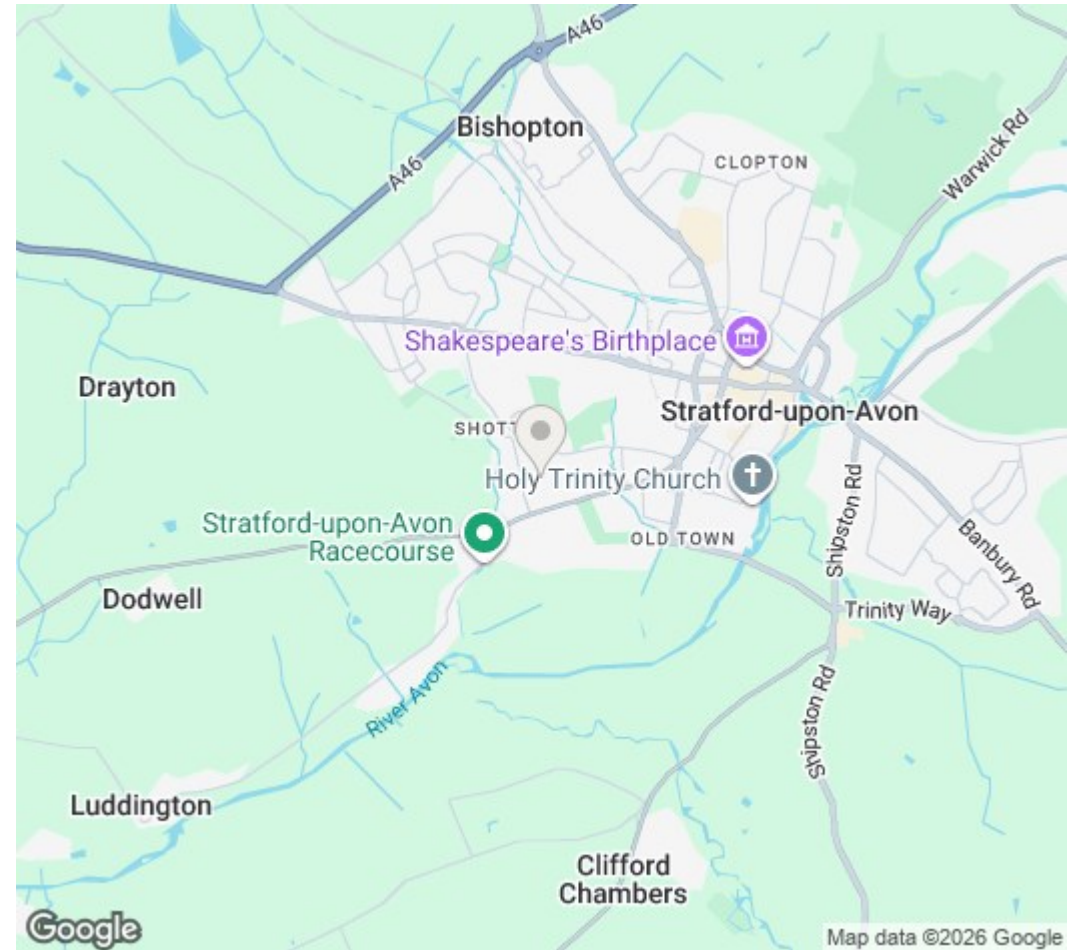 A46
Bishopton
CLOPTON
A46
Warwick Rd
Shakespeare's Birthplace
Drayton
Stratford-upon-Avon
SHOTT
Holy Trinity Church
Stratford-upon-Avon
Racecourse
OLD TOWN
Shipston Rd
Banbury Rd
Dodwell
Trinity Way
River Avon
Shipston Rd
Luddington
Clifford
Chambers
Google
Map data ©2026 Google